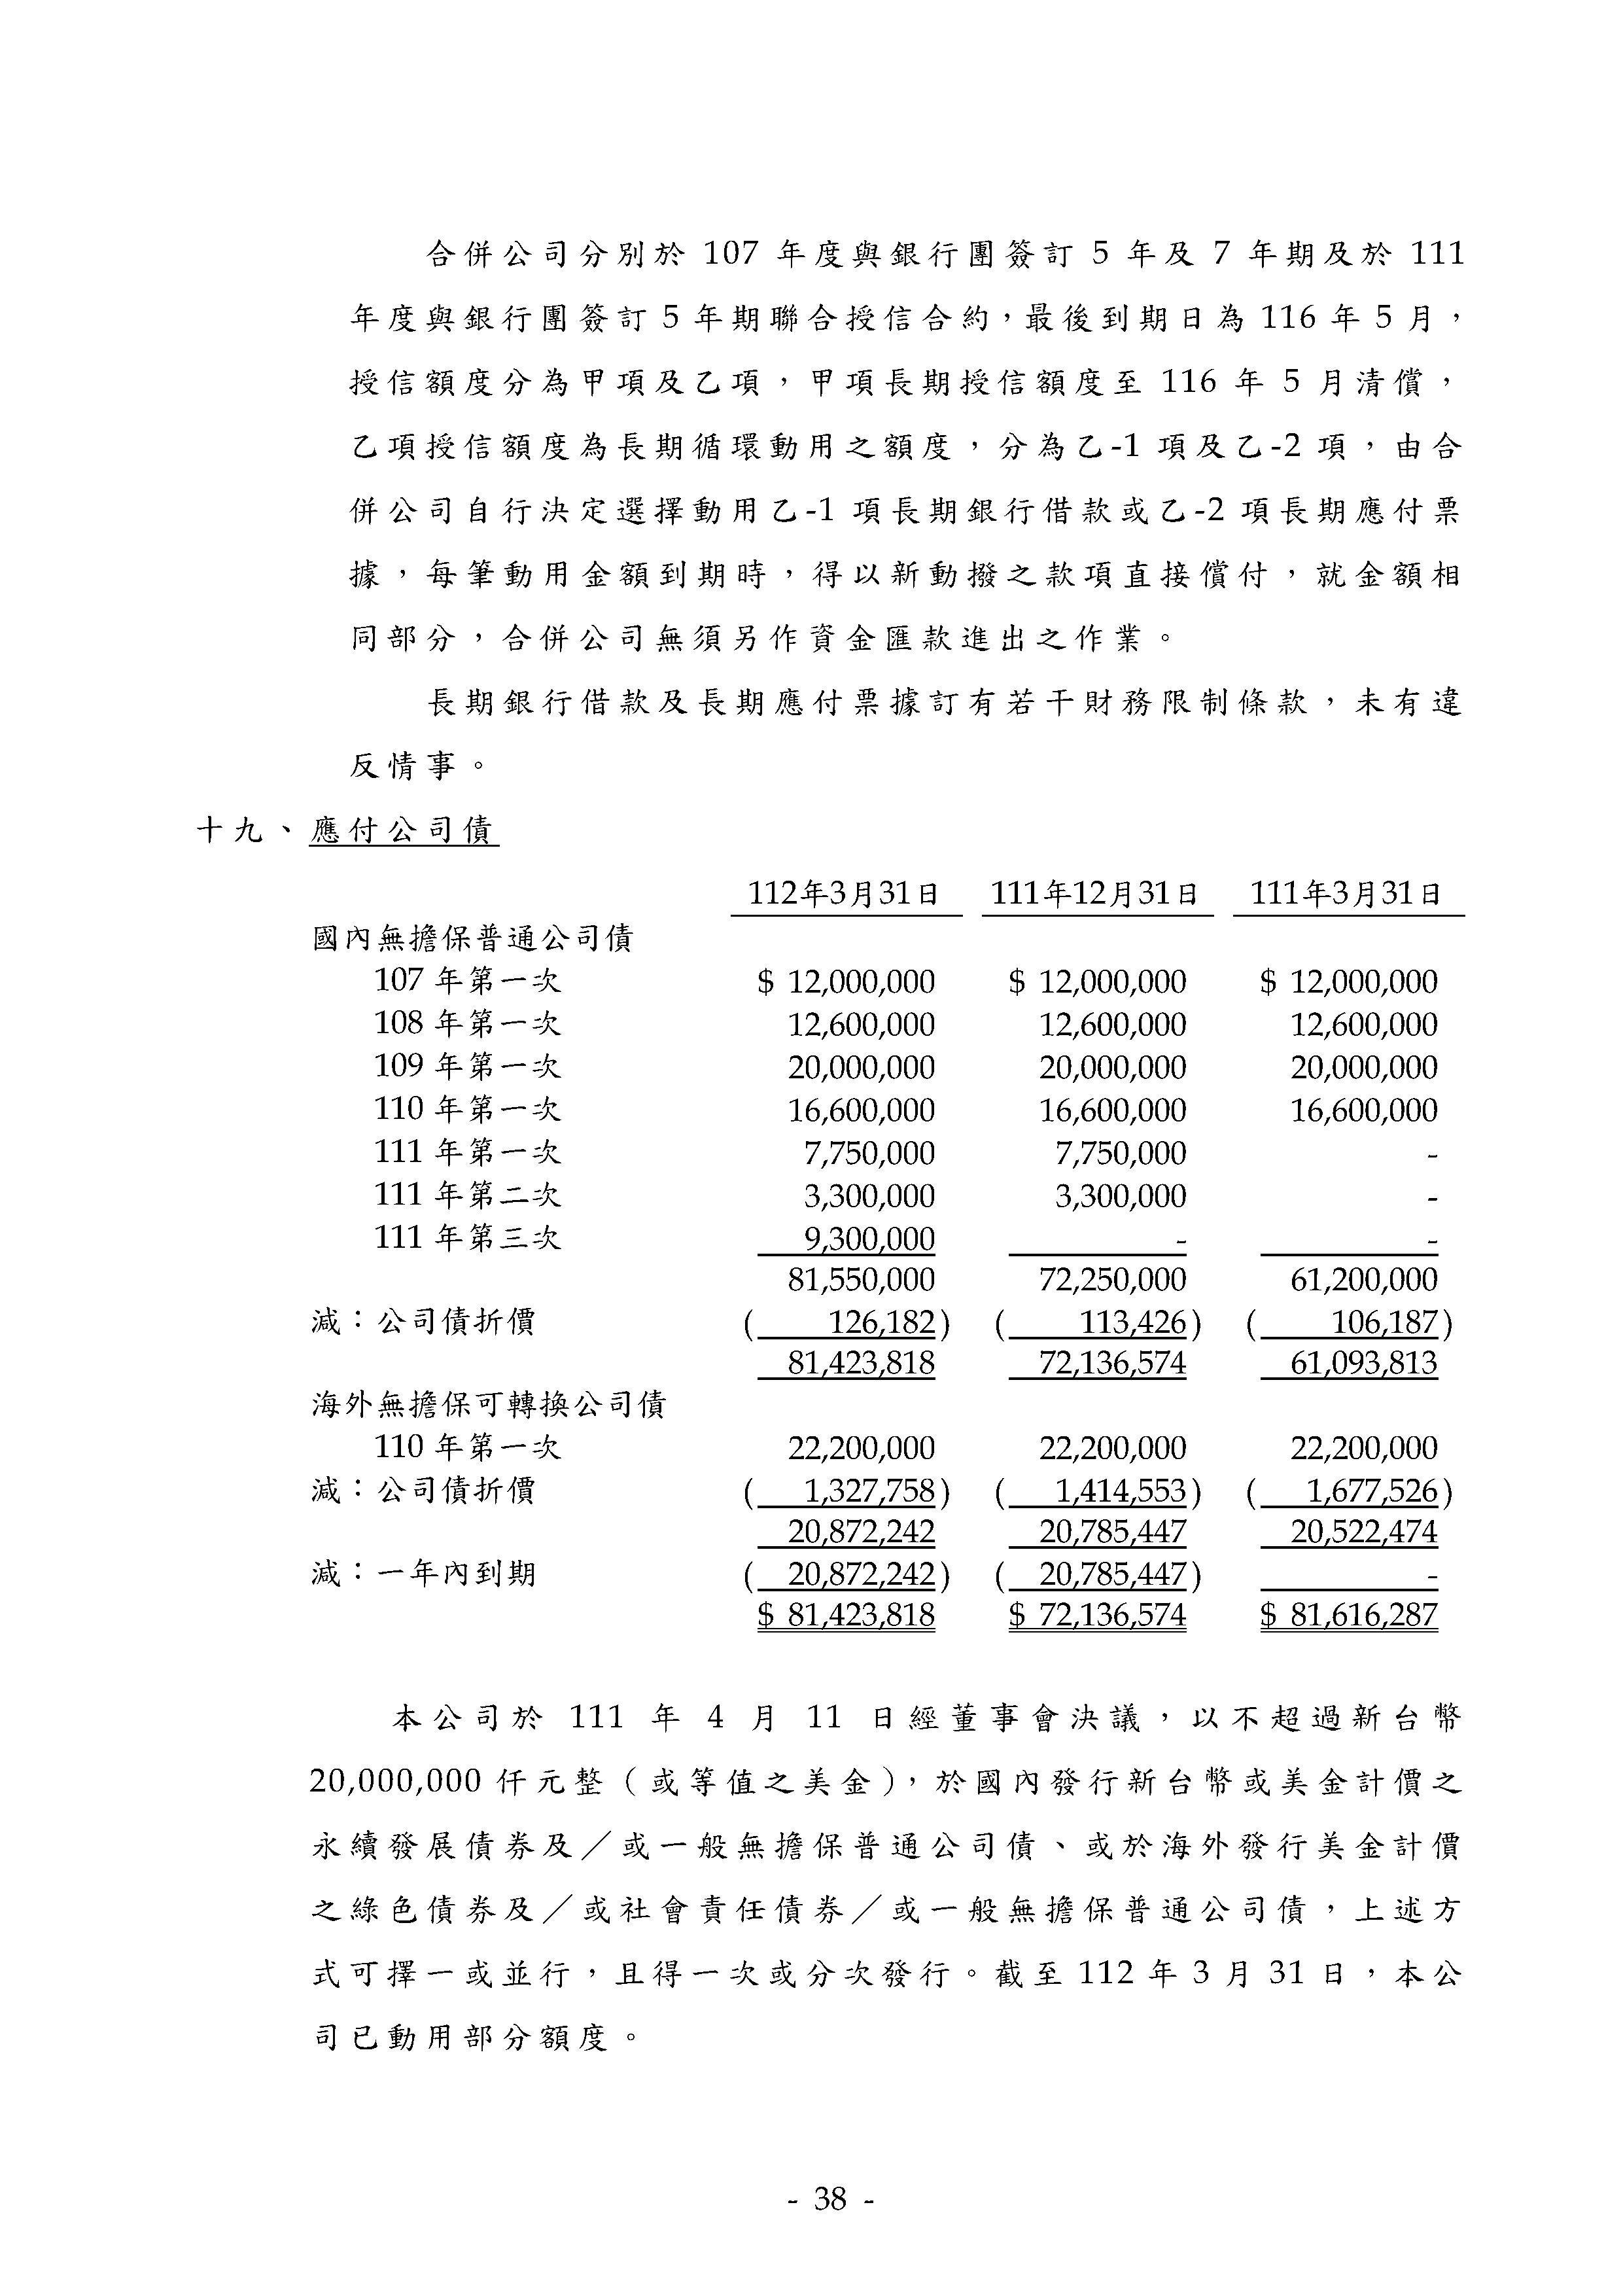 合併公司分別於 107 年度與銀行團簽訂 5 年及 7 年期及於 111
年度與銀行團簽訂 5 年期聯合授信合約，最後到期日為 116 年 5 月，
授信額度分為甲項及乙項，甲項長期授信額度至 116 年 5 月清償，
乙項授信額度為長期循環動用之額度，分為乙-1 項及乙-2 項，由合
併公司自行決定選擇動用乙-1 項長期銀行借款或乙-2 項長期應付票
據，每筆動用金額到期時，得以新動撥之款項直接償付，就金額相
同部分，合併公司無須另作資金匯款進出之作業。
長期銀行借款及長期應付票據訂有若干財務限制條款，未有違
反情事。
十九、應付公司債
112年3月31日 111年12月31日 111年3月31日
國內無擔保普通公司債
107 年第一次 $ 12,000,000 $ 12,000,000 $ 12,000,000
108 年第一次 12,600,000 12,600,000 12,600,000
109 年第一次 20,000,000 20,000,000 20,000,000
110 年第一次 16,600,000 16,600,000 16,600,000
111 年第一次 7,750,000 7,750,000 -
111 年第二次 3,300,000 3,300,000 -
111 年第三次 9,300,000 - -
81,550,000 72,250,000 61,200,000
減：公司債折價 ( 126,182) ( 113,426) ( 106,187)
81,423,818 72,136,574 61,093,813
海外無擔保可轉換公司債
110 年第一次 22,200,000 22,200,000 22,200,000
減：公司債折價 ( 1,327,758) ( 1,414,553) ( 1,677,526)
20,872,242 20,785,447 20,522,474
減：一年內到期 ( 20,872,242) ( 20,785,447) -
$ 81,423,818 $ 72,136,574 $ 81,616,287
本公司於 111 年 4 月 11 日經董事會決議，以不超過新台幣
20,000,000 仟元整（或等值之美金），於國內發行新台幣或美金計價之
永續發展債券及／或一般無擔保普通公司債、或於海外發行美金計價
之綠色債券及／或社會責任債券／或一般無擔保普通公司債，上述方
式可擇一或並行，且得一次或分次發行。截至 112 年 3 月 31 日，本公
司已動用部分額度。
- 38 -